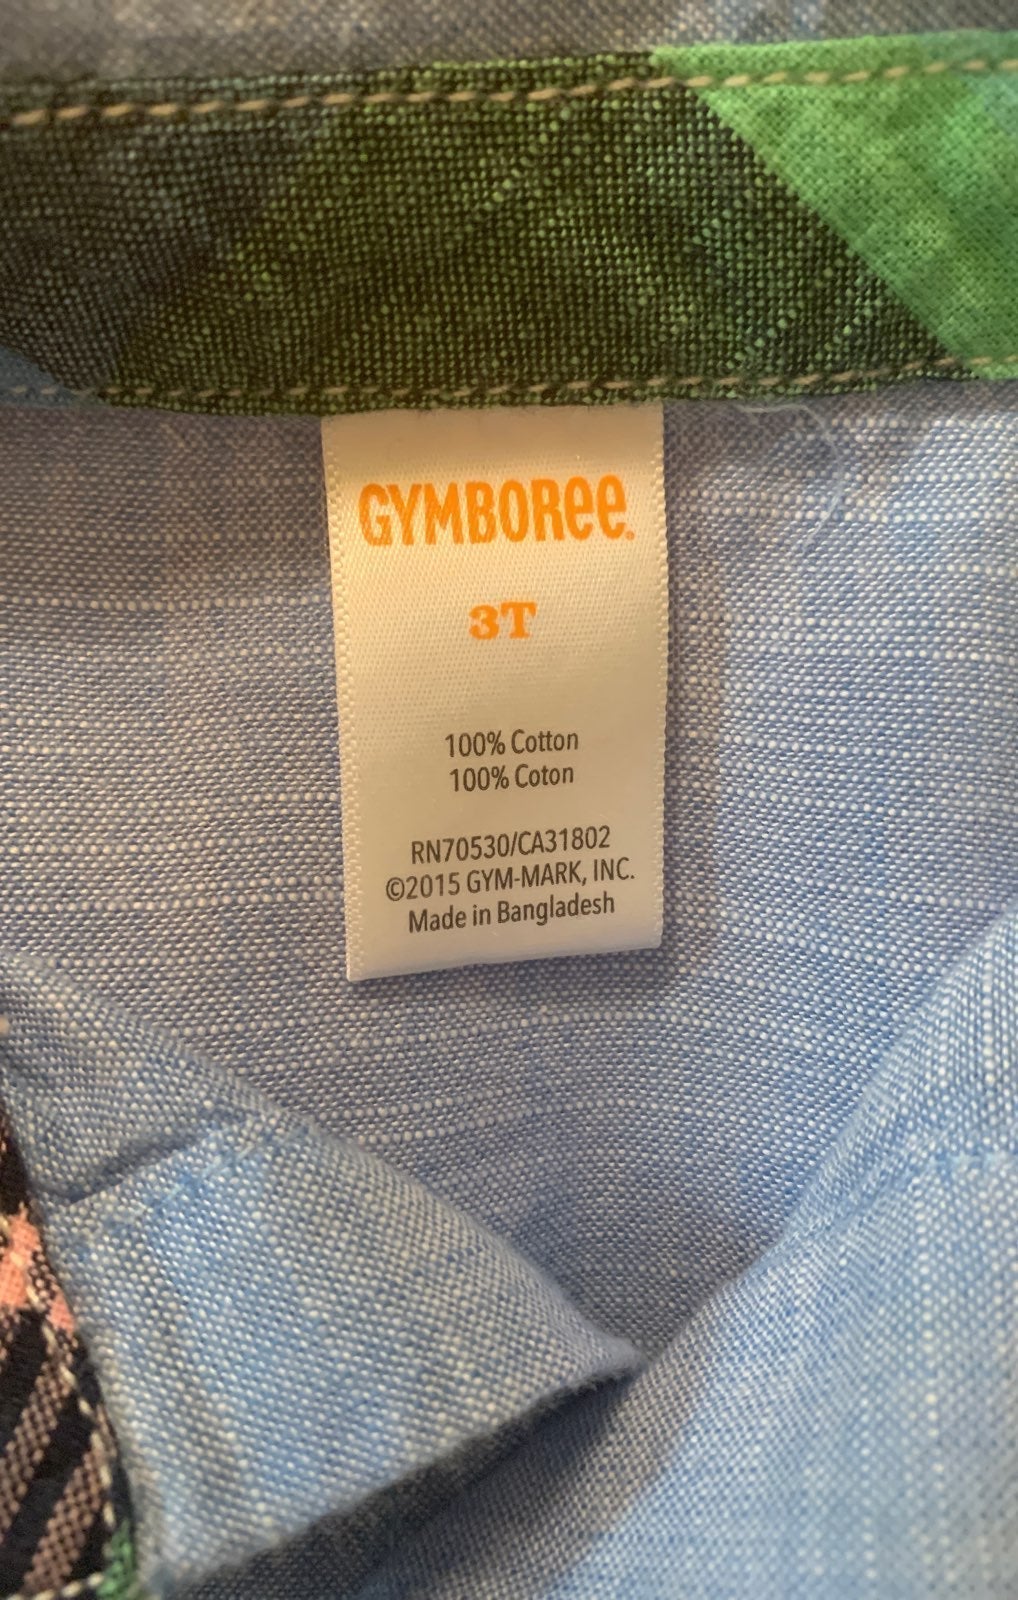 GYMBOREE.
3T
100% Cotton
100% Coton
RN70530/CA31802
©2015 GYM-MARK, INC.
Made in Bangladesh